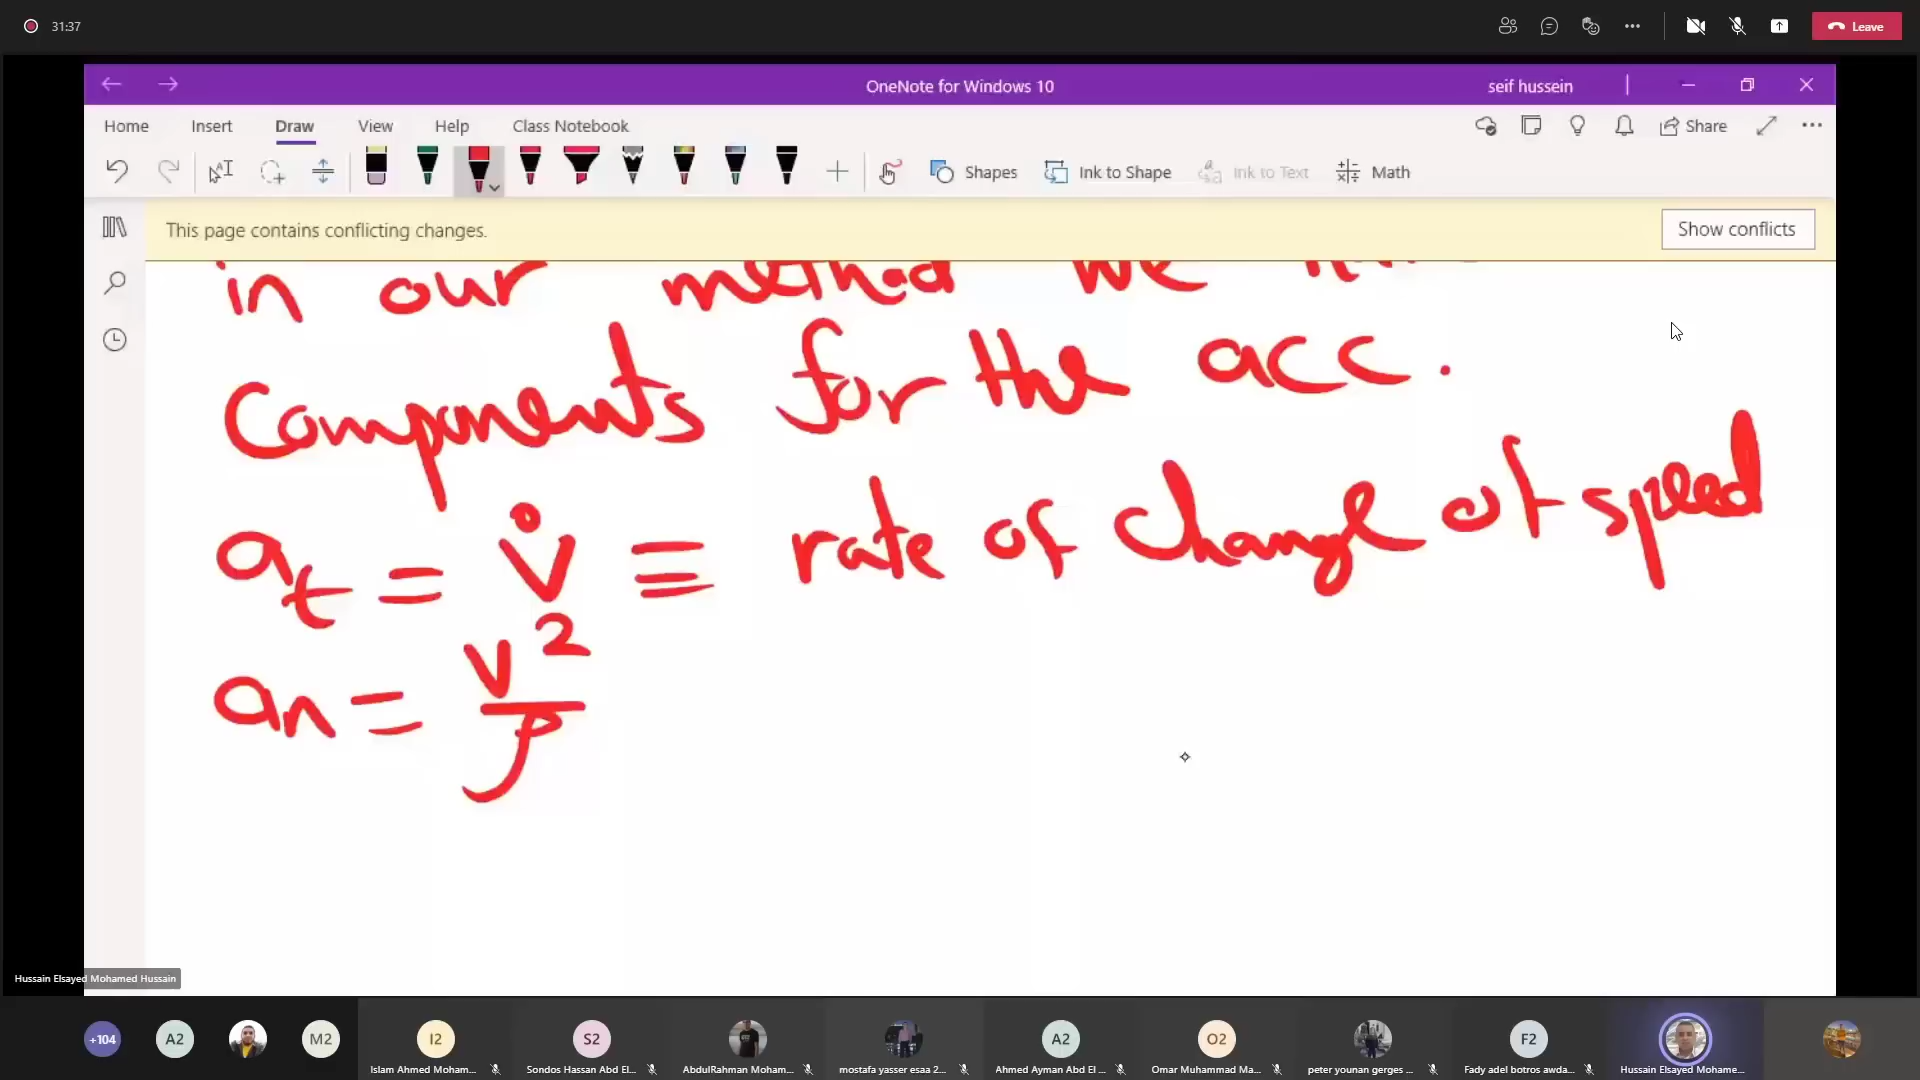 31:37
Leave
OneNote for Windows 10
seif hussein
Home Insert Draw View Help Class Notebook
Share
Shapes Ink to Shape Ink to Text Math
This page contains conflicting changes.
Show conflicts
in our method we
Components for the acc.
at = v̇ ≡ rate of change of speed
an = v²/ρ
Hussain Elsayed Mohamed Hussain
+104 A2 M2 I2 S2 A2 O2 F2
Islam Ahmed Moham... Sondos Hassan Abd El... AbdulRahman Moham... mostafa yasser esaa 2... Ahmed Ayman Abd El ... Omar Muhammad Ma... peter younan gerges ... Fady adel botros awda... Hussain Elsayed Mohame...